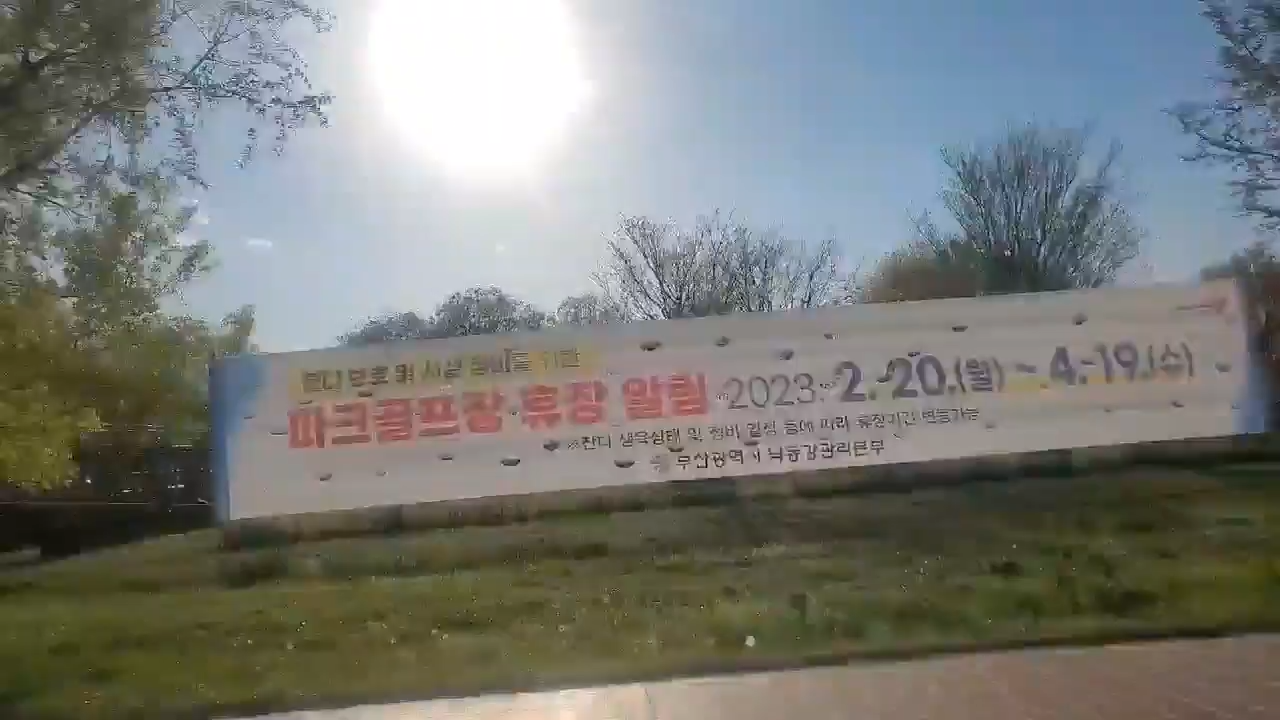 잔디 보호 및 시설 정비를 위한
파크골프장 휴장 알림 2023. 2. 20.(월) ~ 4. 19.(수)
※잔디 생육상태 및 정비 일정 등에 따라 휴장기간 변동가능
부산광역시 낙동강관리본부